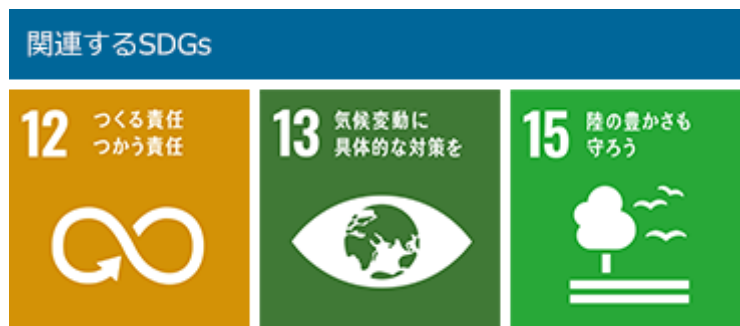 関連するSDGs
12 つくる責任
つかう責任
13 気候変動に
具体的な対策を
15 陸の豊かさも
守ろう